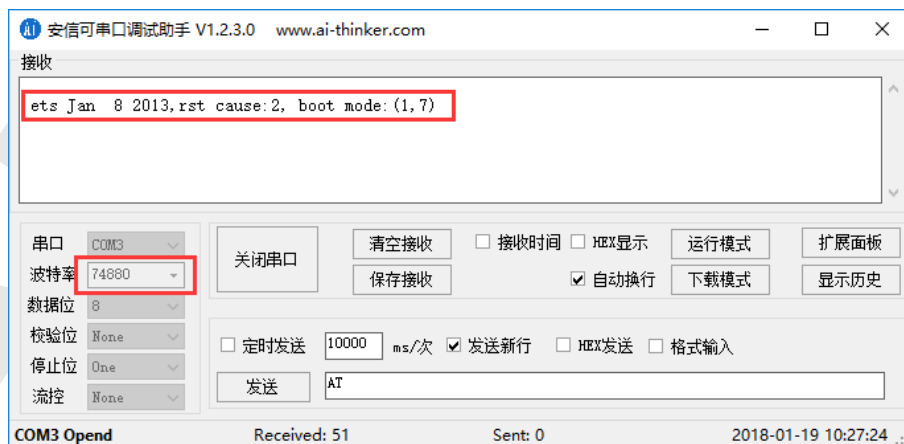 安信可串口调试助手 V1.2.3.0 www.ai-thinker.com
接收
ets Jan  8 2013,rst cause:2, boot mode:(1,7)
串口 COM3
波特率 74880
数据位 8
校验位 None
停止位 One
流控 None
关闭串口
清空接收 接收时间 HEX显示 运行模式 扩展面板
保存接收 自动换行 下载模式 显示历史
定时发送 10000 ms/次 发送新行 HEX发送 格式输入
发送 AT
COM3 Opend Received: 51 Sent: 0 2018-01-19 10:27:24